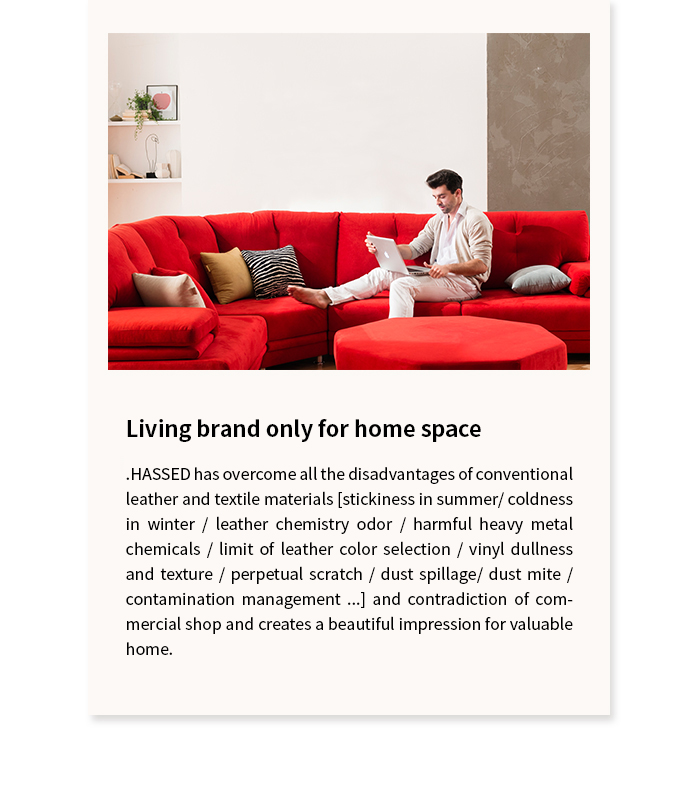 Living brand only for home space
.HASSED has overcome all the disadvantages of conventional
leather and textile materials [stickiness in summer/ coldness
in winter / leather chemistry odor / harmful heavy metal
chemicals / limit of leather color selection / vinyl dullness
and texture / perpetual scratch / dust spillage/ dust mite /
contamination management ...] and contradiction of com-
mercial shop and creates a beautiful impression for valuable
home.